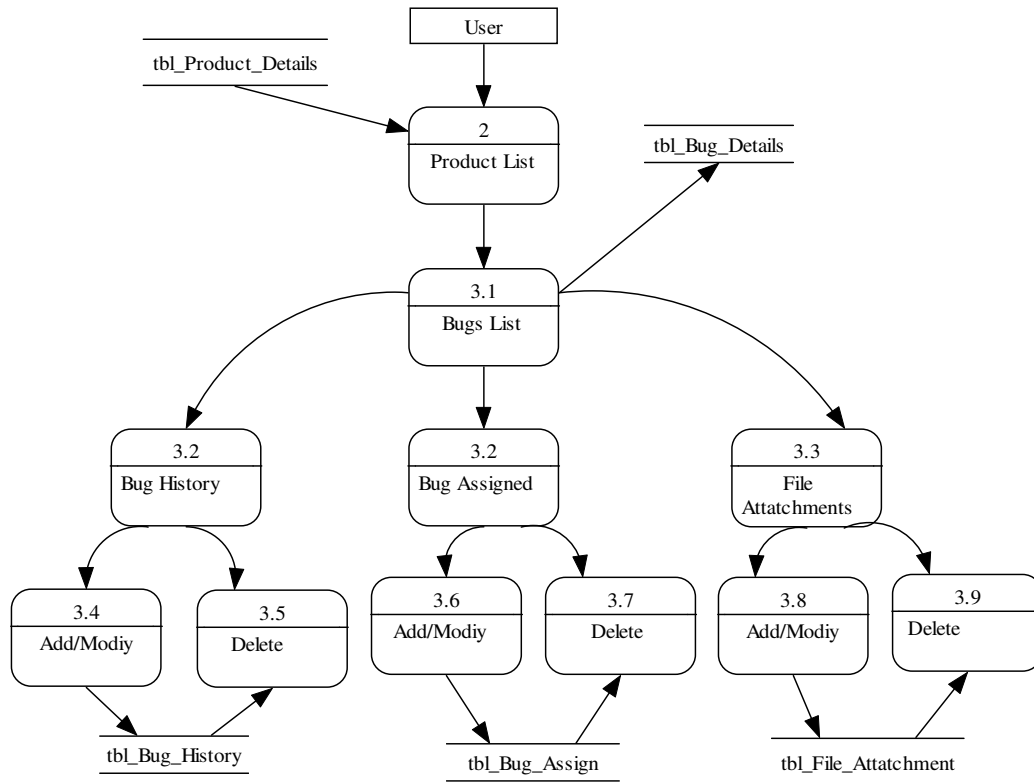 User
tbl_Product_Details
2
Product List
tbl_Bug_Details
3.1
Bugs List
3.2
Bug History
3.2
Bug Assigned
3.3
File
Attatchments
3.4
Add/Modiy
3.5
Delete
3.6
Add/Modiy
3.7
Delete
3.8
Add/Modiy
3.9
Delete
tbl_Bug_History
tbl_Bug_Assign
tbl_File_Attatchment